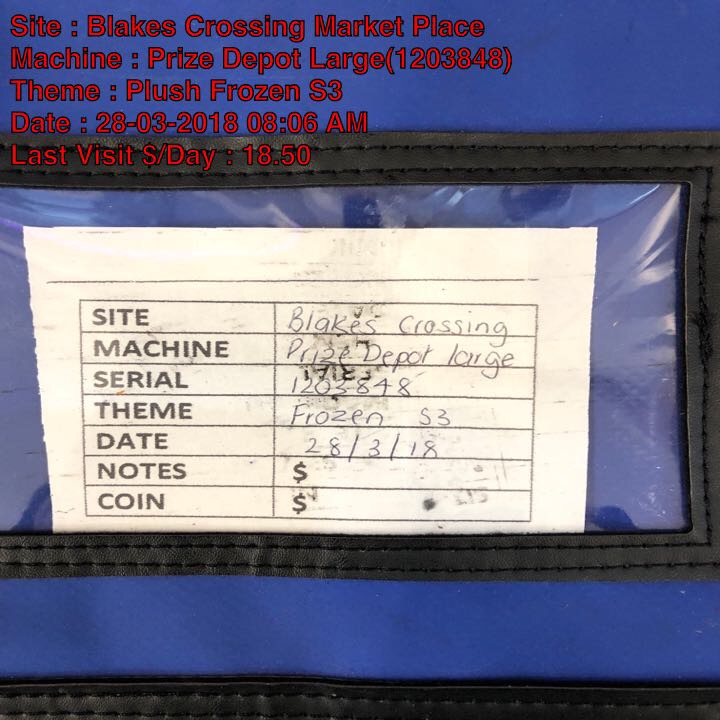 Site : Blakes Crossing Market Place
Machine : Prize Depot Large(1203848)
Theme : Plush Frozen S3
Date : 28-03-2018 08:06 AM
Last Visit $/Day : 18.50
SITE Blakes Crossing
MACHINE Prize Depot large
SERIAL 1203848
THEME Frozen S3
DATE 28/3/18
NOTES $
COIN $